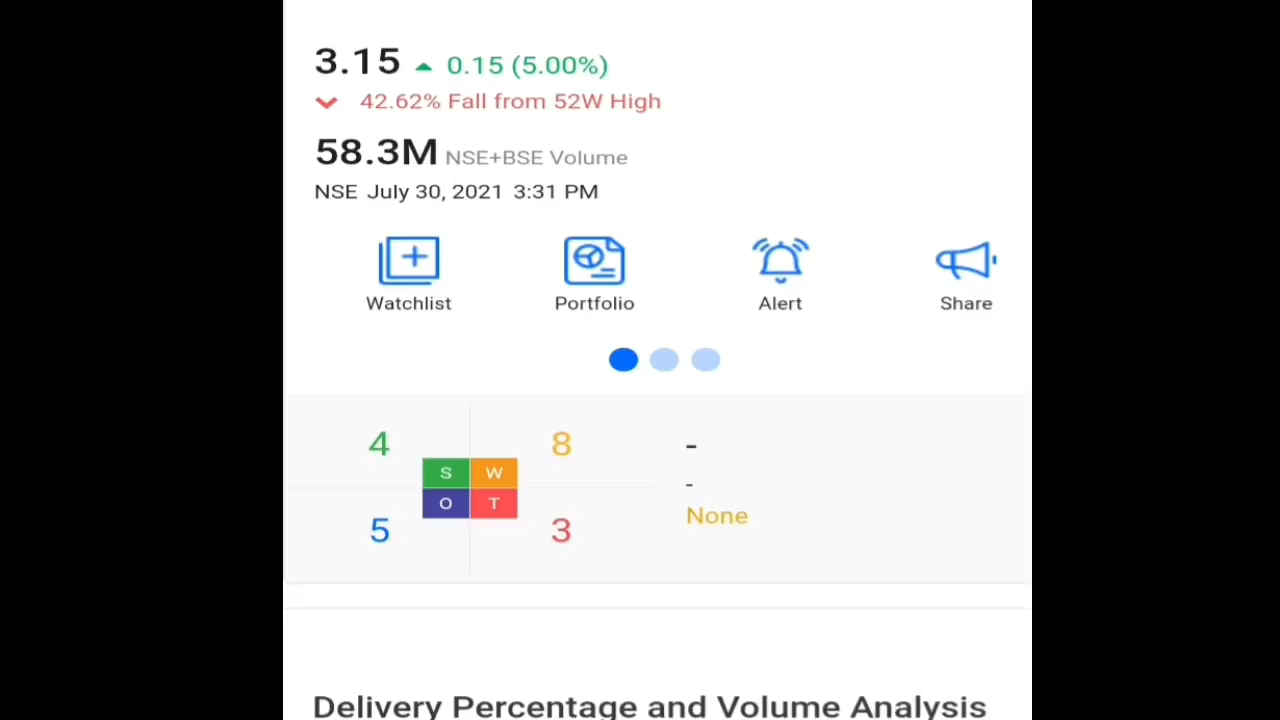 3.15 0.15 (5.00%)
42.62% Fall from 52W High
58.3M NSE+BSE Volume
NSE July 30, 2021 3:31 PM
Watchlist Portfolio Alert Share
4 8 -
S W
-
O T
None
5 3
Delivery Percentage and Volume Analysis